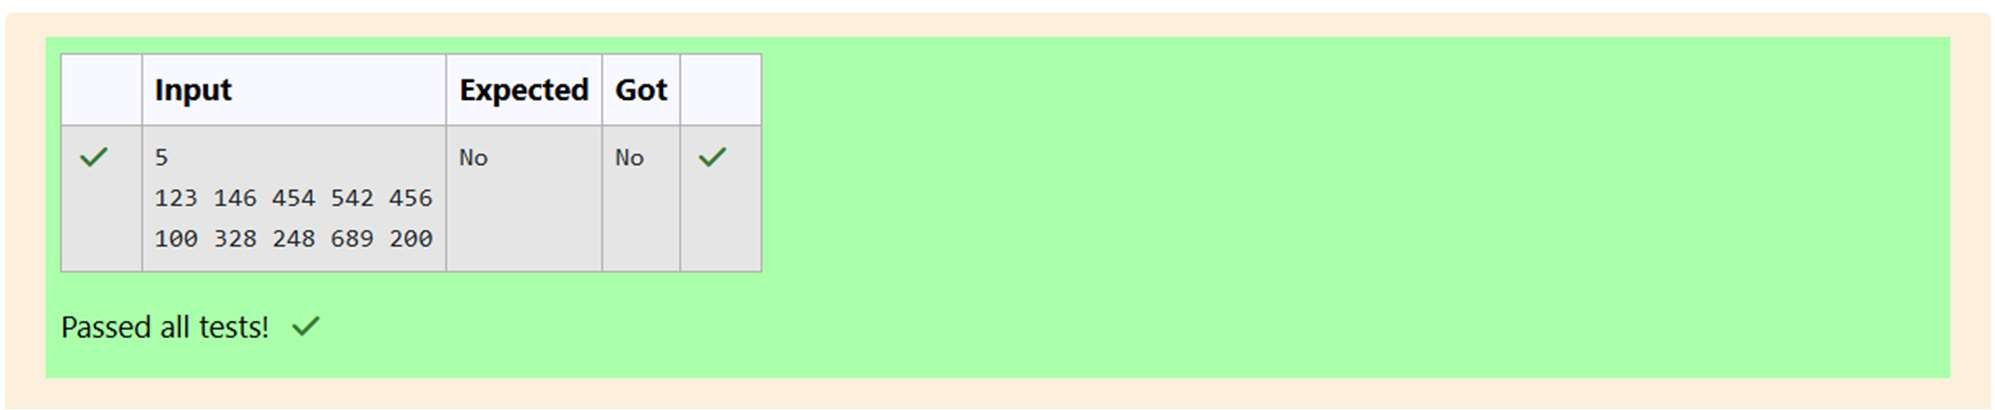 Input Expected Got
5 No No
123 146 454 542 456
100 328 248 689 200
Passed all tests!